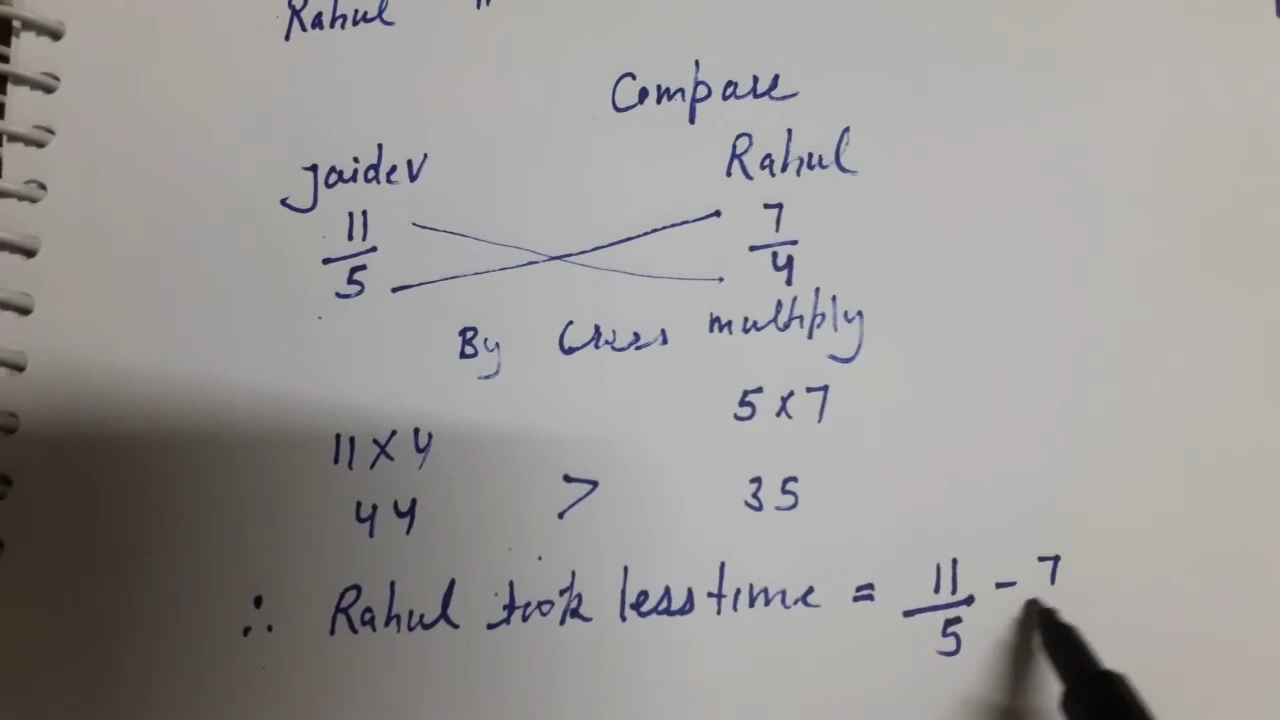 Rahul "
Compare
Jaidev Rahul
11/5 7/4
By Cross multiply
5 x 7
11 x 4
44 > 35
∴ Rahul took less time = 11/5 - 7